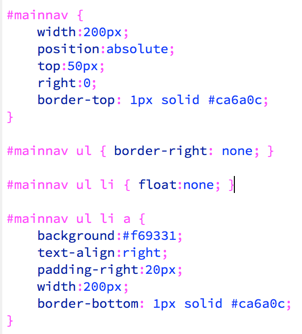 #mainnav {
    width:200px;
    position:absolute;
    top:50px;
    right:0;
    border-top: 1px solid #ca6a0c;
}

#mainnav ul { border-right: none; }

#mainnav ul li { float:none; }

#mainnav ul li a {
    background:#f69331;
    text-align:right;
    padding-right:20px;
    width:200px;
    border-bottom: 1px solid #ca6a0c;
}